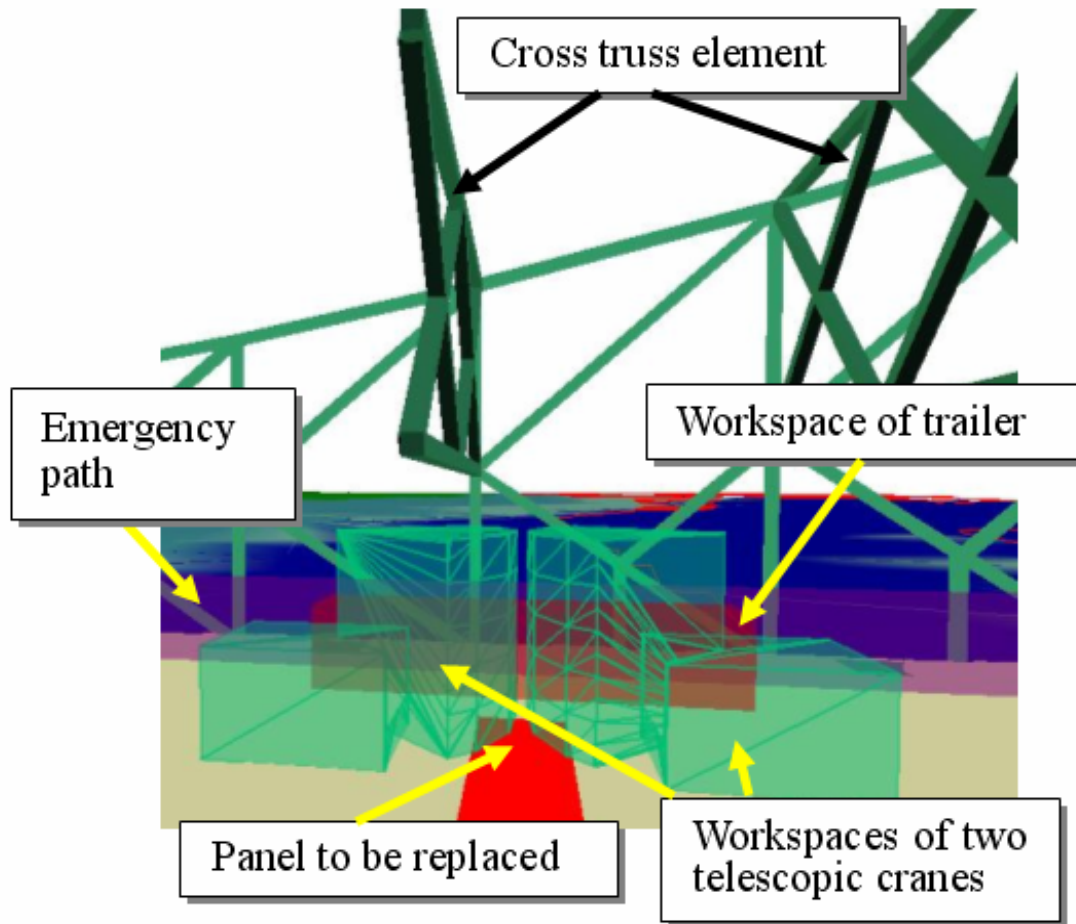 Cross truss element
Emergency
path
Workspace of trailer
Panel to be replaced
Workspaces of two
telescopic cranes